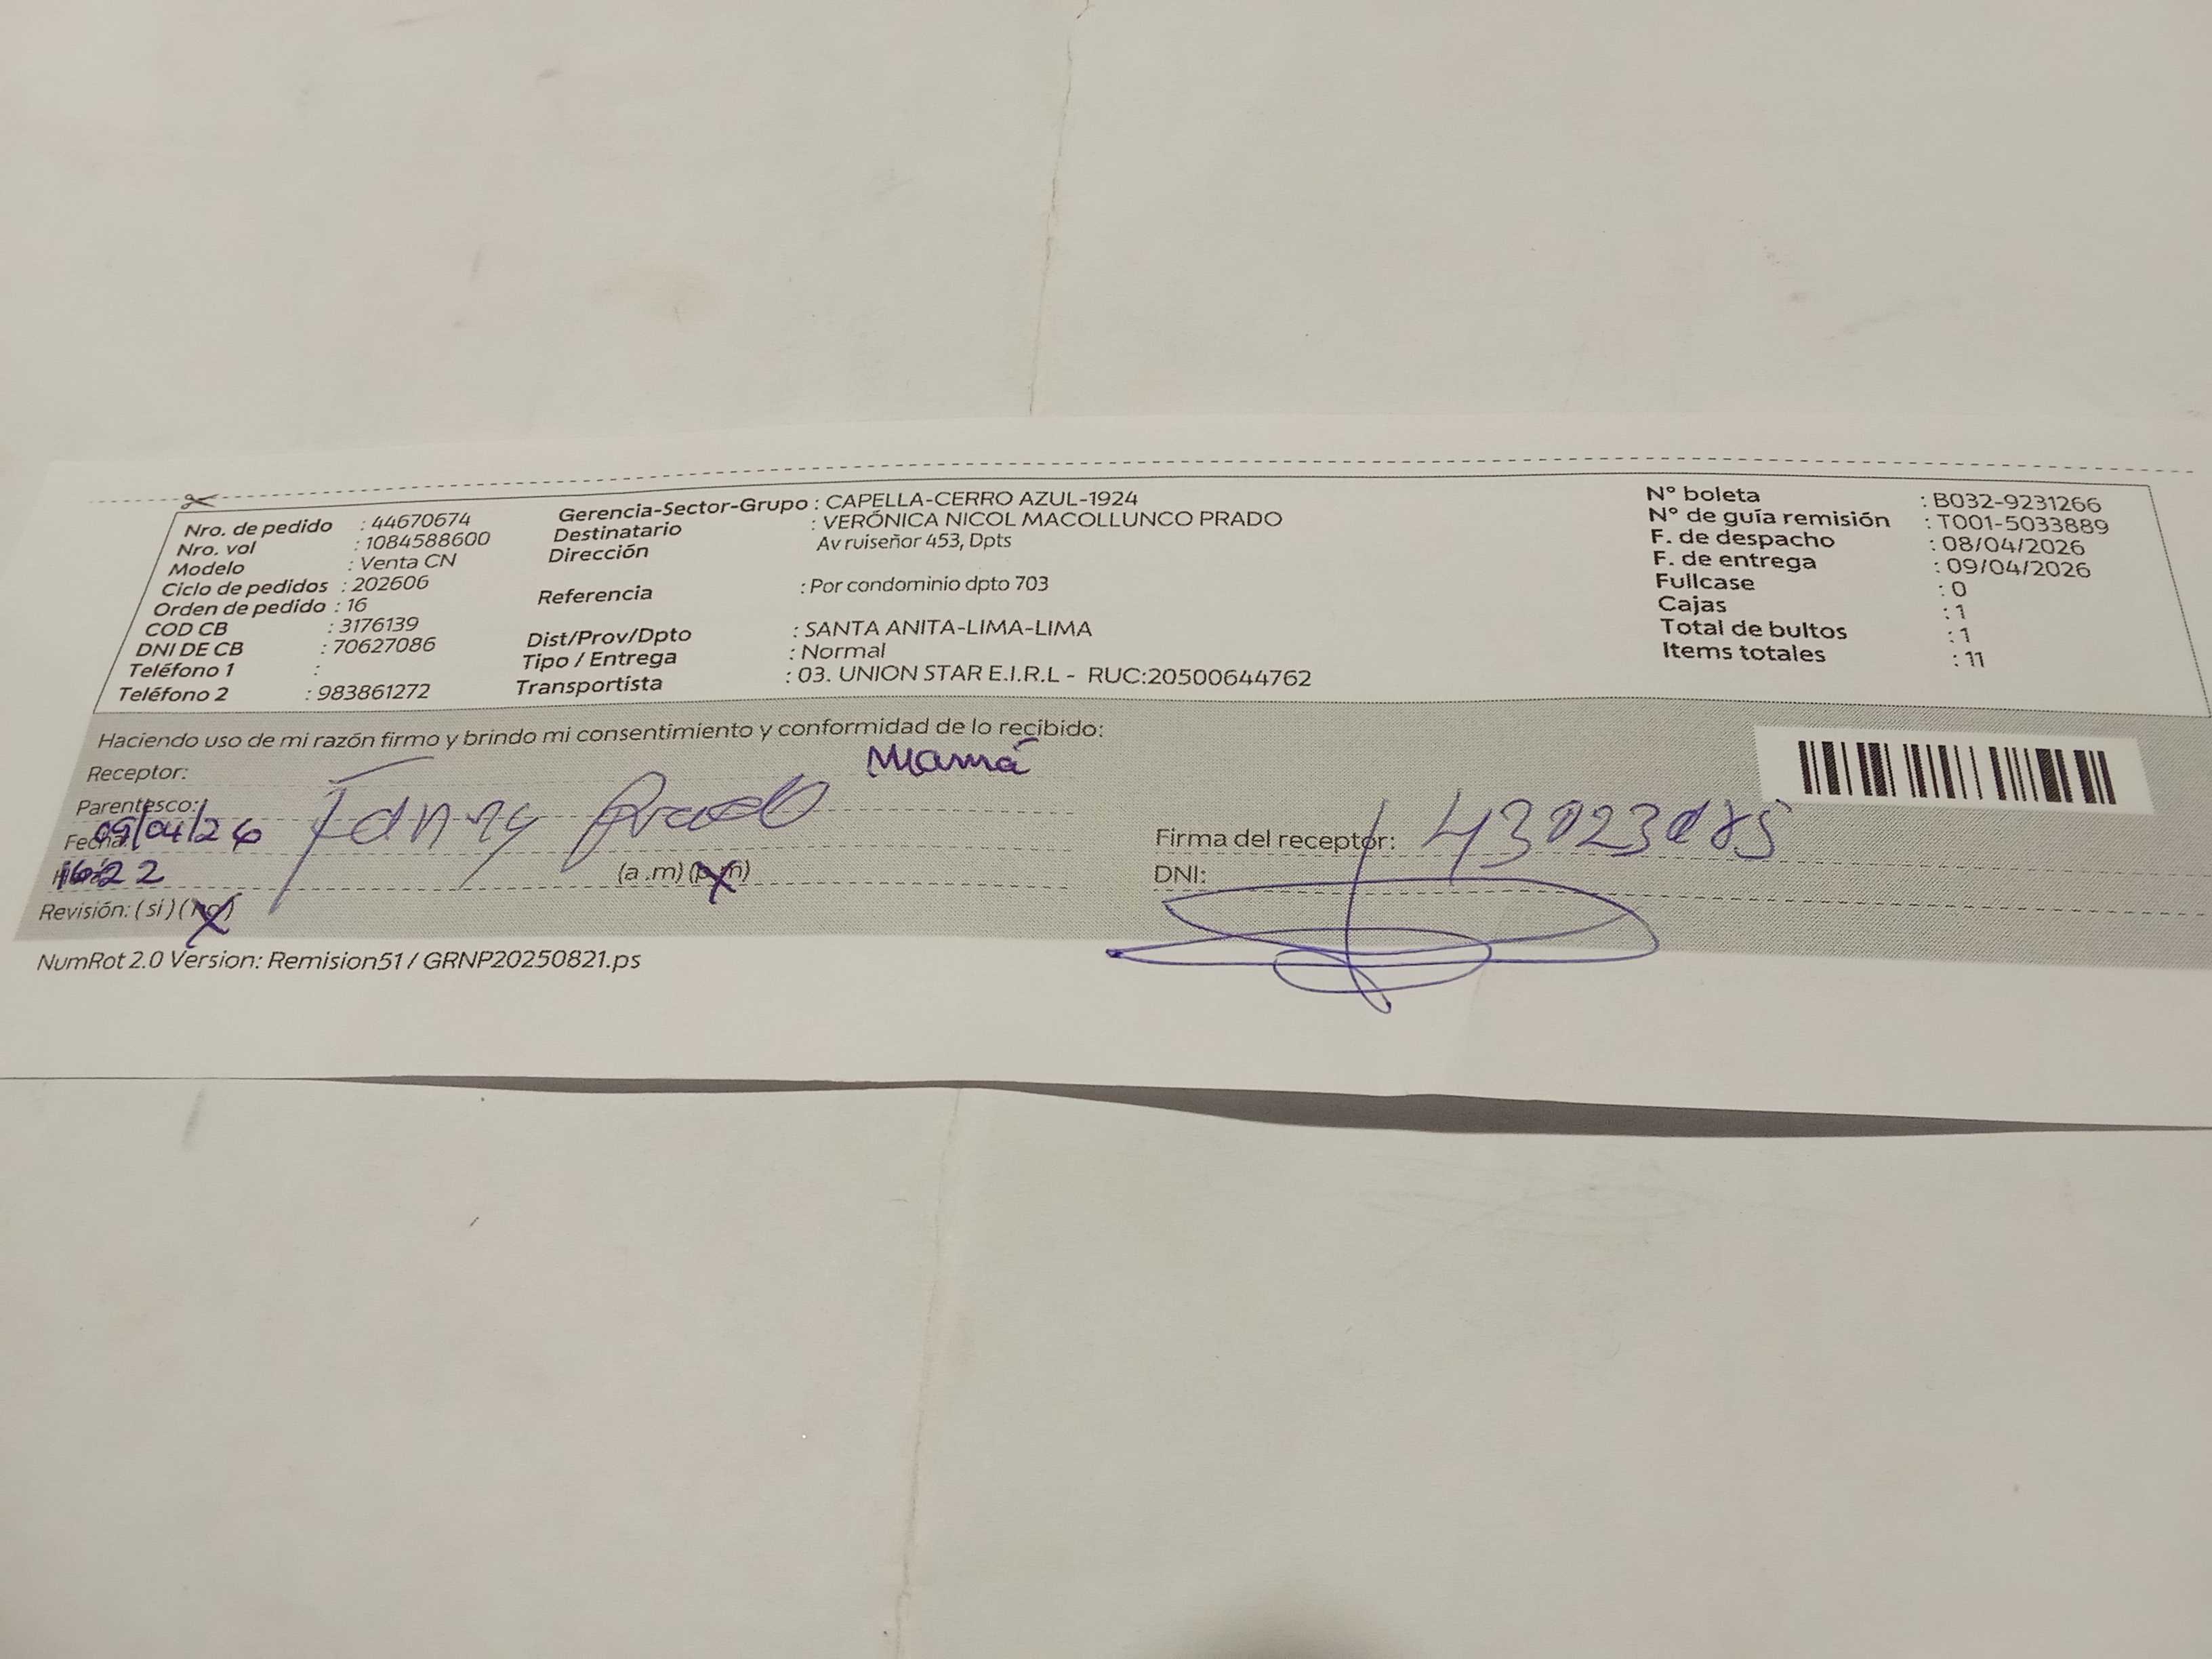 Nro. de pedido : 44670674
Nro. vol : 1084588600
Modelo : Venta CN
Ciclo de pedidos : 202606
Orden de pedido : 16
COD CB : 3176139
DNI DE CB : 70627086
Teléfono 1 :
Teléfono 2 : 983861272
Gerencia-Sector-Grupo : CAPELLA-CERRO AZUL-1924
Destinatario : VERÓNICA NICOL MACOLLUNCO PRADO
Dirección Av ruiseñor 453, Dpts
Referencia : Por condominio dpto 703
Dist/Prov/Dpto : SANTA ANITA-LIMA-LIMA
Tipo / Entrega : Normal
Transportista : 03. UNION STAR E.I.R.L - RUC:20500644762
N° boleta : B032-9231266
N° de guía remisión : T001-5033889
F. de despacho : 08/04/2026
F. de entrega : 09/04/2026
Fullcase : 0
Cajas : 1
Total de bultos : 1
Items totales : 11
Haciendo uso de mi razón firmo y brindo mi consentimiento y conformidad de lo recibido:
Receptor: Mamá
Parentesco: Fanny Prado
Fecha: 09/04/26
16:22 (a.m) (p.m)
Revisión: (si) (no)
Firma del receptor:
DNI:
NumRot 2.0 Version: Remision51 / GRNP20250821.ps